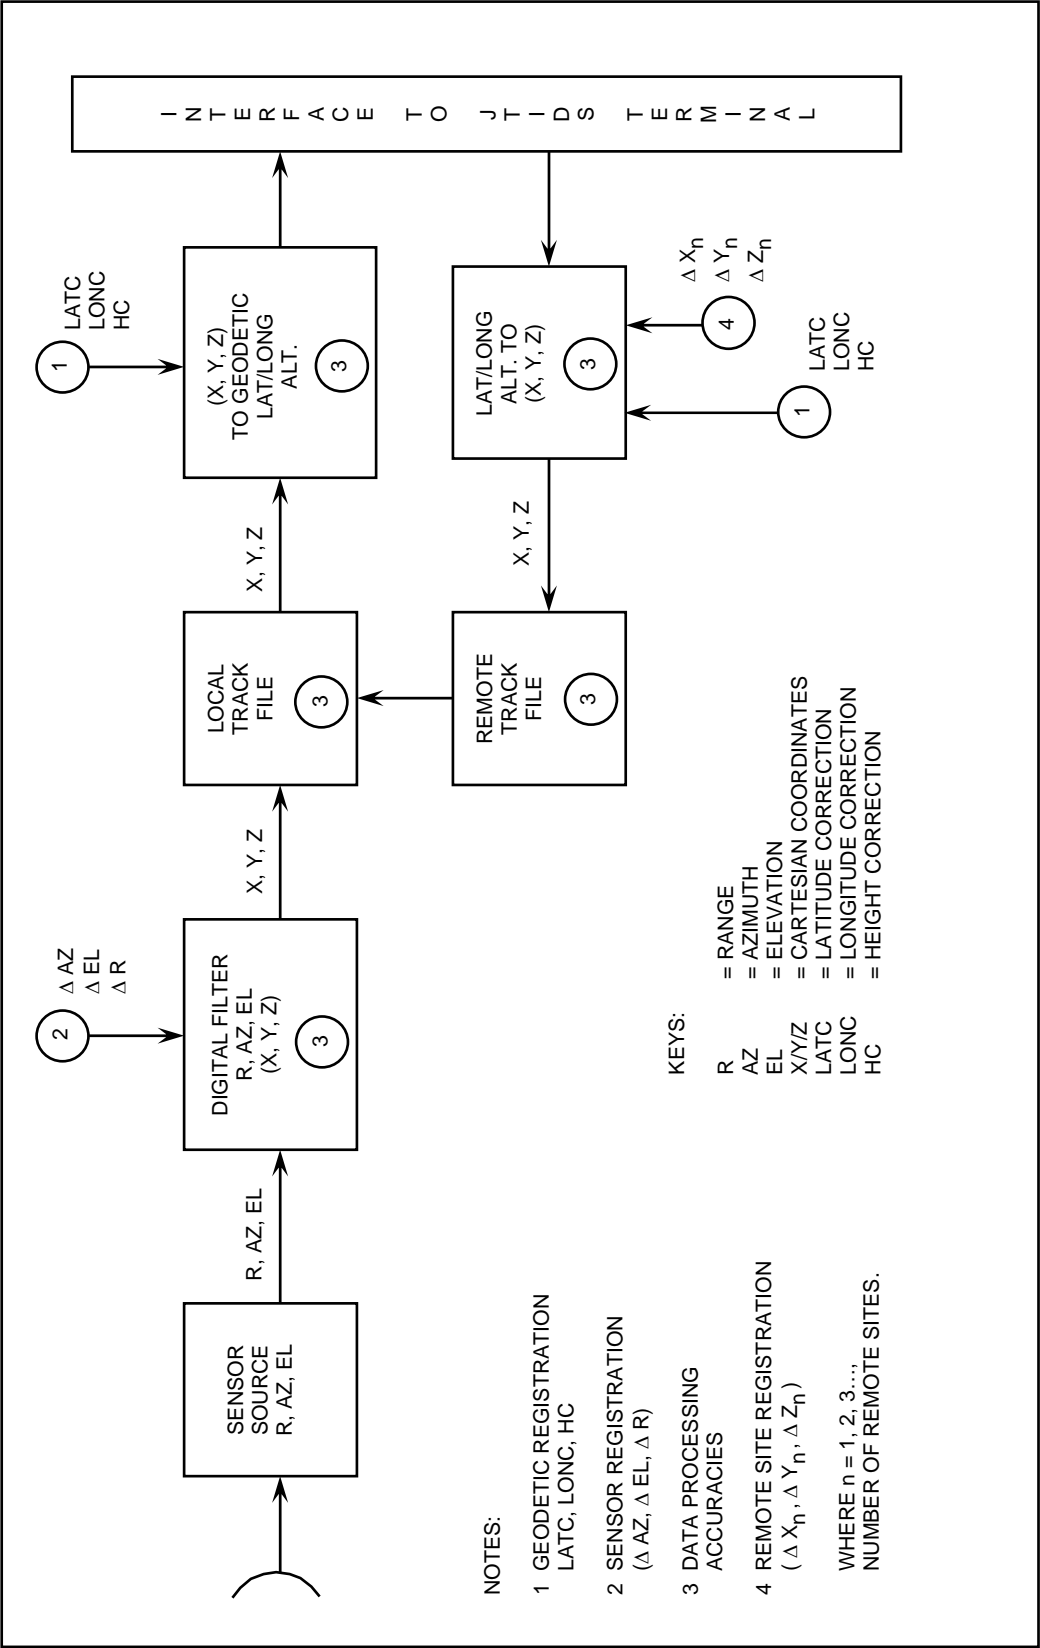 SENSOR
SOURCE
R, AZ, EL
R, AZ, EL
2
Δ AZ
Δ EL
Δ R
DIGITAL FILTER
R, AZ, EL
(X, Y, Z)
3
X, Y, Z
LOCAL
TRACK
FILE
3
X, Y, Z
1
LATC
LONC
HC
(X, Y, Z)
TO GEODETIC
LAT/LONG
ALT.
3
INTERFACE TO JTIDS TERMINAL
REMOTE
TRACK
FILE
3
X, Y, Z
LAT/LONG
ALT. TO
(X, Y, Z)
3
4
Δ Xn
Δ Yn
Δ Zn
1
LATC
LONC
HC
NOTES:
1 GEODETIC REGISTRATION
LATC, LONC, HC
2 SENSOR REGISTRATION
(Δ AZ, Δ EL, Δ R)
3 DATA PROCESSING
ACCURACIES
4 REMOTE SITE REGISTRATION
( Δ Xn , Δ Yn , Δ Zn )
WHERE n = 1, 2, 3...,
NUMBER OF REMOTE SITES.
KEYS:
R = RANGE
AZ = AZIMUTH
EL = ELEVATION
X/Y/Z = CARTESIAN COORDINATES
LATC = LATITUDE CORRECTION
LONC = LONGITUDE CORRECTION
HC = HEIGHT CORRECTION